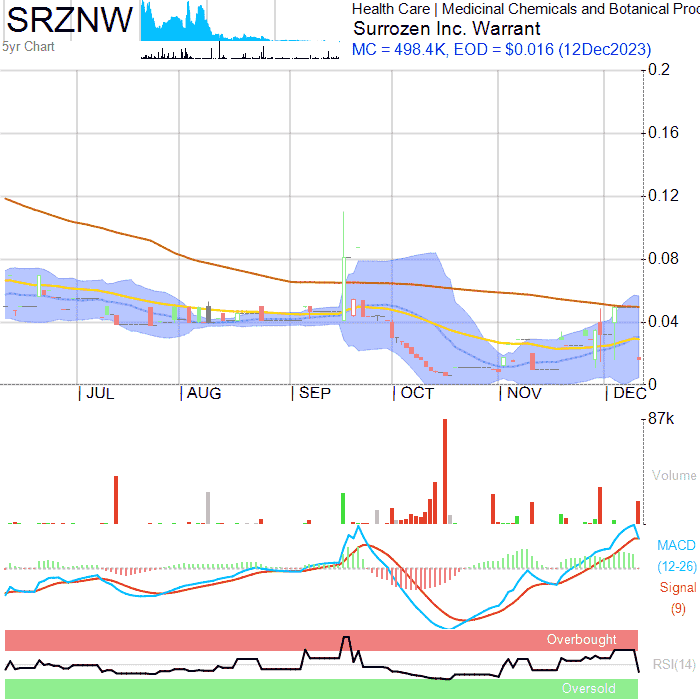 SRZNW
5yr Chart
Health Care | Medicinal Chemicals and Botanical Proc
Surrozen Inc. Warrant
MC = 498.4K, EOD = $0.016 (12Dec2023)
0.2
0.16
0.12
0.08
0.04
0
JUL AUG SEP OCT NOV DEC
87k
Volume
MACD
(12-26)
Signal
(9)
Overbought
RSI(14)
Oversold